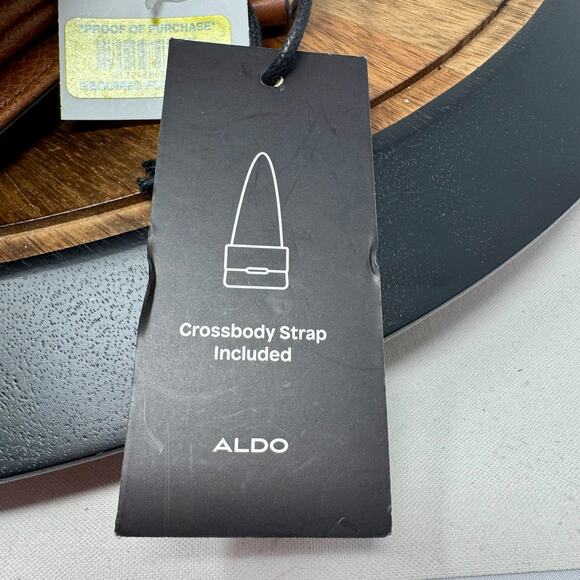 "PROOF OF PURCHASE"
Crossbody Strap
Included
ALDO